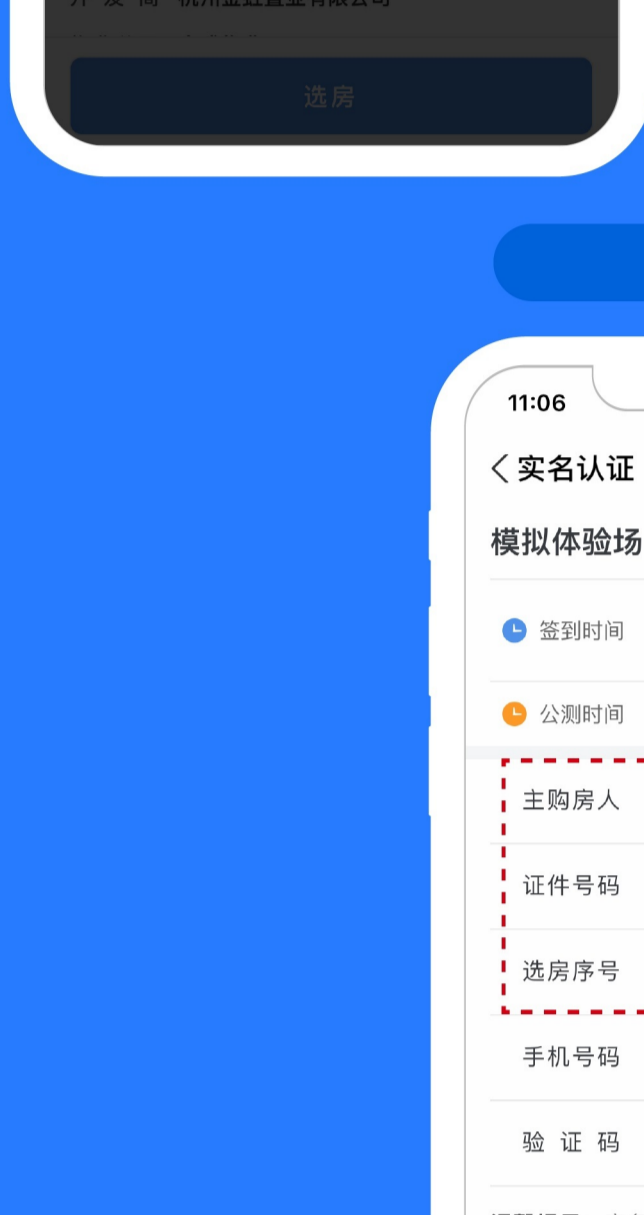 选房
11:06
实名认证
模拟体验场
签到时间
公测时间
主购房人
证件号码
选房序号
手机号码
验 证 码